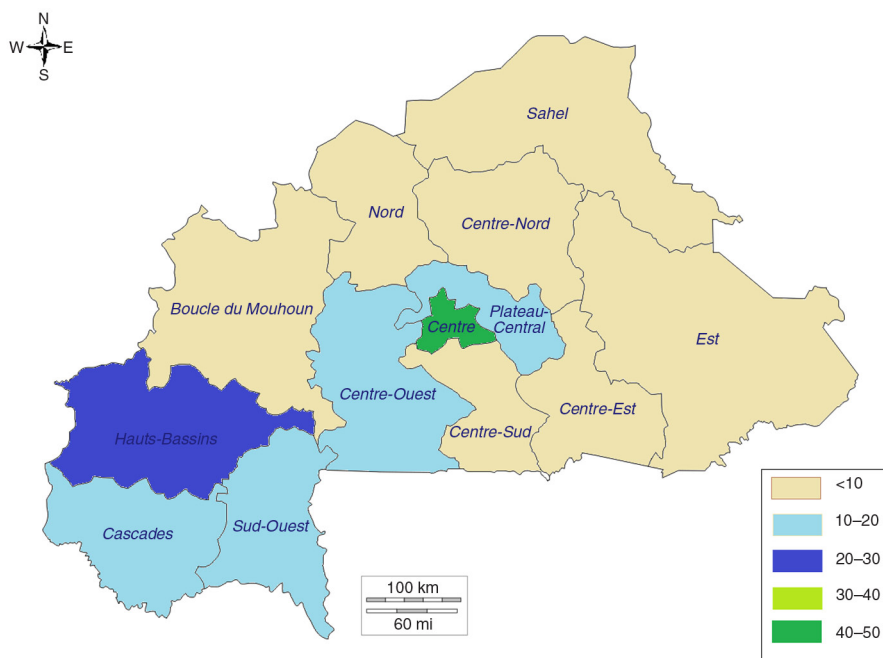 N
W E
S
Sahel
Nord
Centre-Nord
Boucle du Mouhoun
Plateau-
Central
Centre
Est
Centre-Ouest
Centre-Est
Centre-Sud
Hauts-Bassins
Cascades
Sud-Ouest
<10
10–20
20–30
30–40
40–50
100 km
60 mi